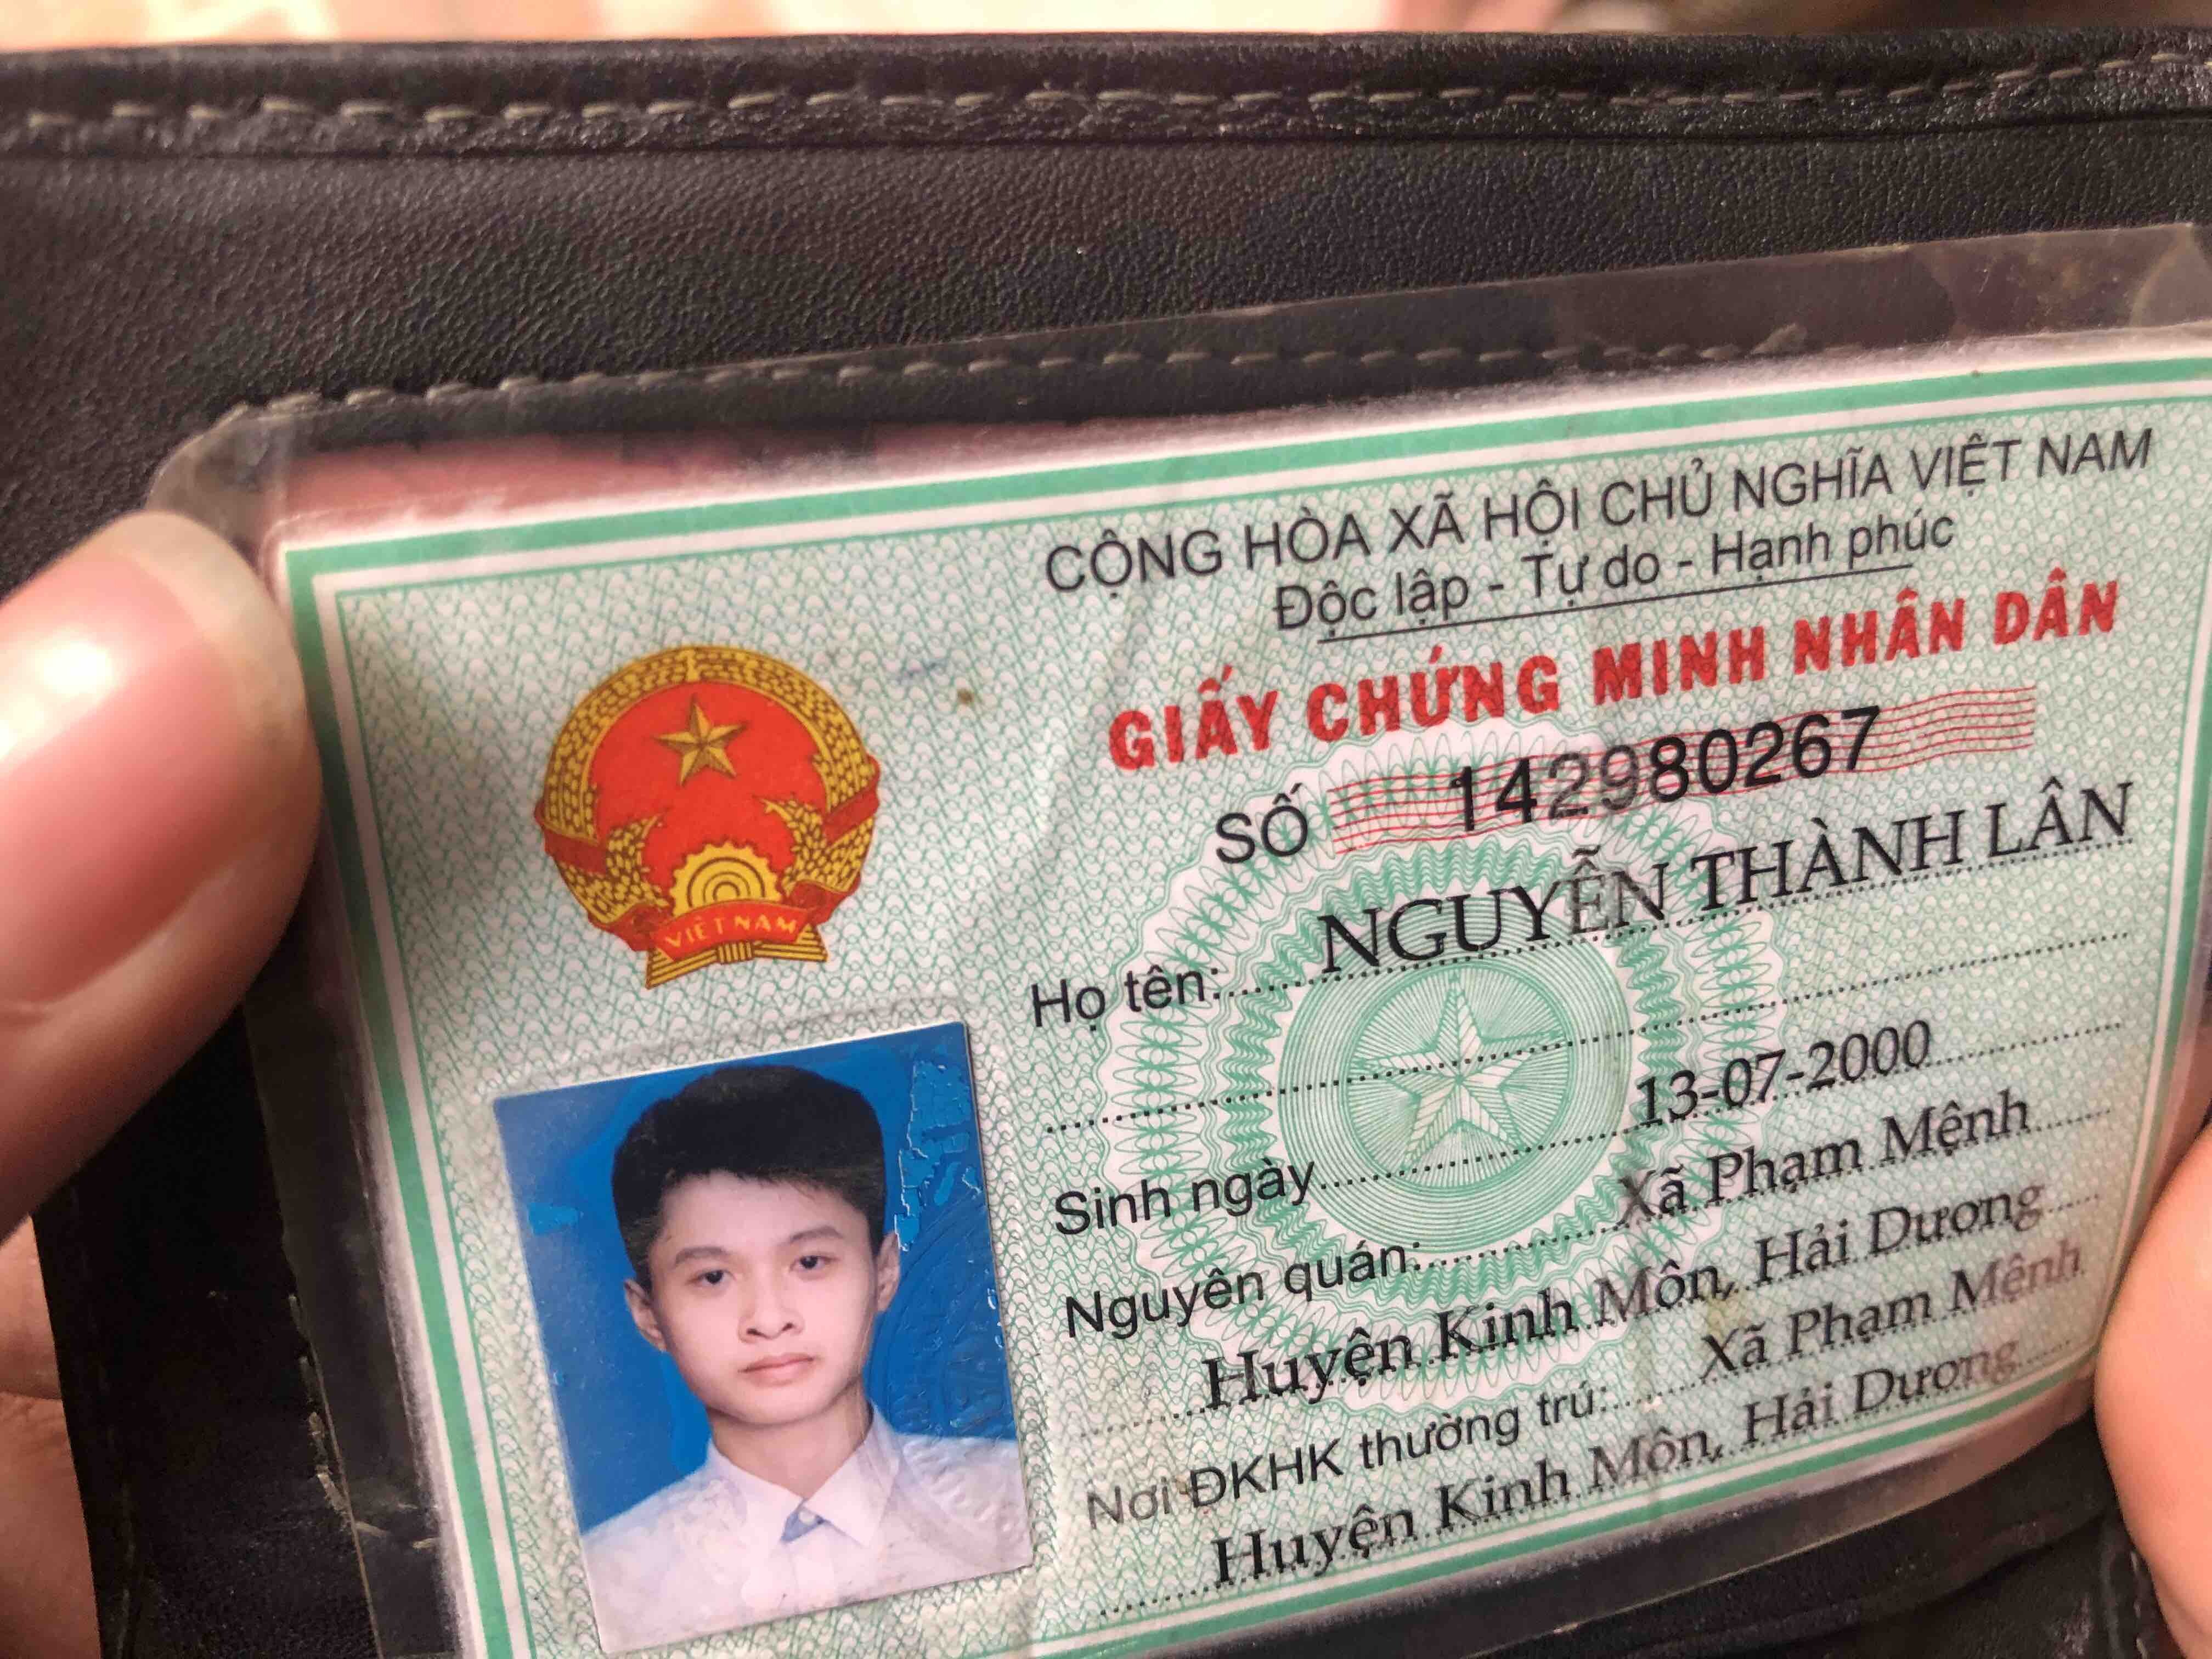 CỘNG HÒA XÃ HỘI CHỦ NGHĨA VIỆT NAM
Độc lập - Tự do - Hạnh phúc
GIẤY CHỨNG MINH NHÂN DÂN
SỐ 142980267
VIỆT NAM
Họ tên: NGUYỄN THÀNH LÂN
Sinh ngày 13-07-2000
Nguyên quán: Xã Phạm Mệnh
Huyện Kinh Môn, Hải Dương
Nơi ĐKHK thường trú: Xã Phạm Mệnh
Huyện Kinh Môn, Hải Dương